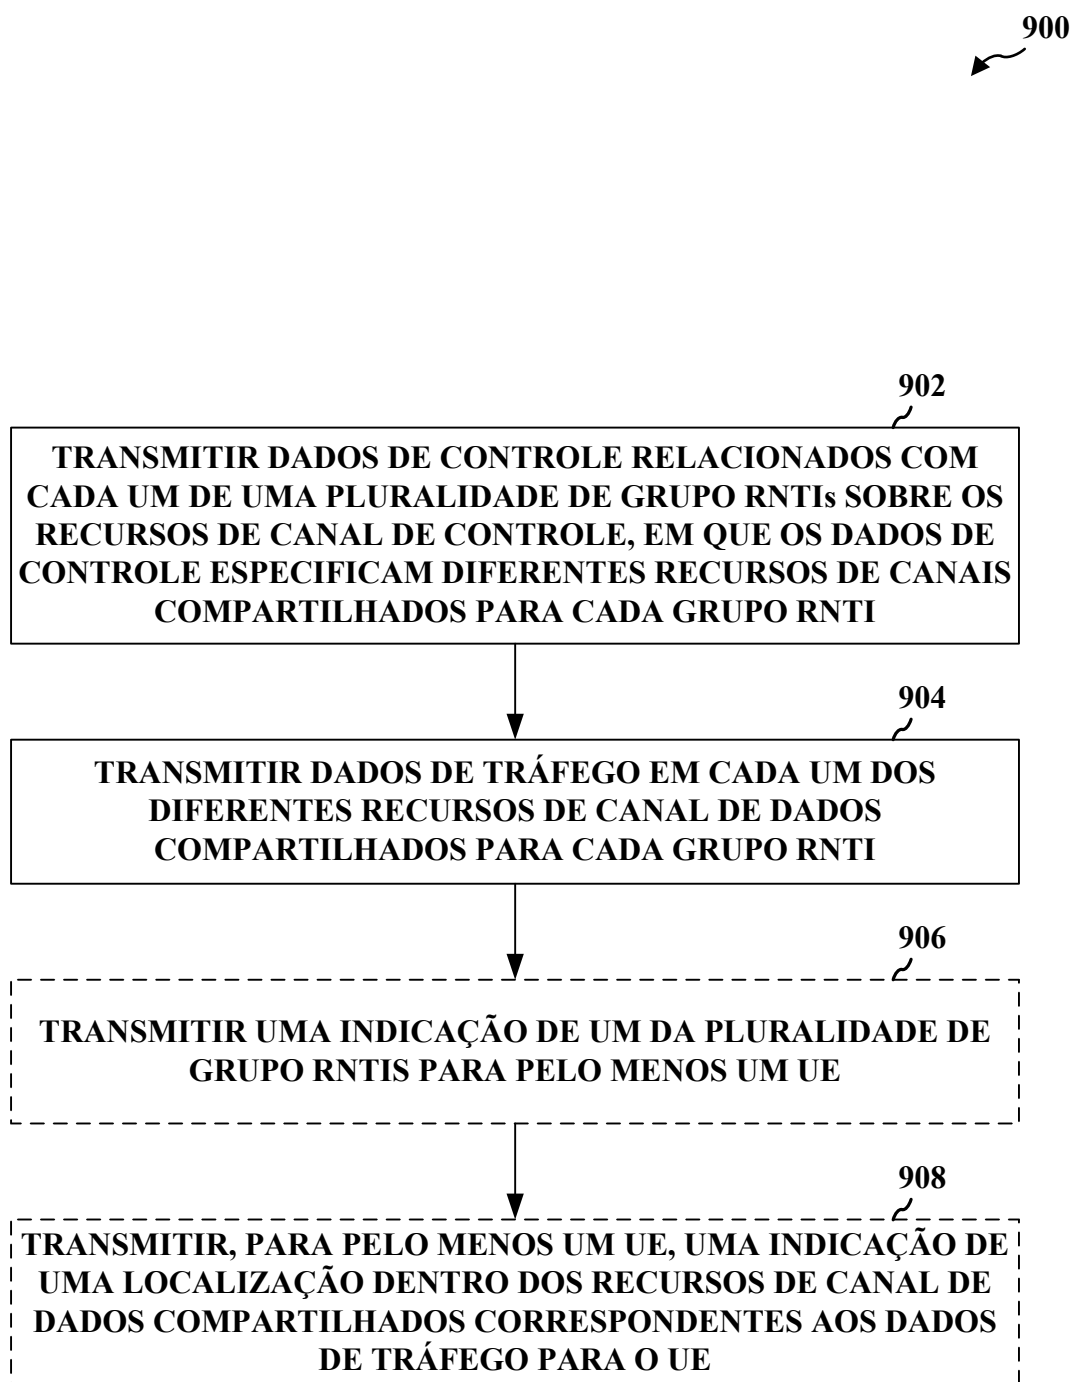 900
902
TRANSMITIR DADOS DE CONTROLE RELACIONADOS COM
CADA UM DE UMA PLURALIDADE DE GRUPO RNTIs SOBRE OS
RECURSOS DE CANAL DE CONTROLE, EM QUE OS DADOS DE
CONTROLE ESPECIFICAM DIFERENTES RECURSOS DE CANAIS
COMPARTILHADOS PARA CADA GRUPO RNTI
904
TRANSMITIR DADOS DE TRÁFEGO EM CADA UM DOS
DIFERENTES RECURSOS DE CANAL DE DADOS
COMPARTILHADOS PARA CADA GRUPO RNTI
906
TRANSMITIR UMA INDICAÇÃO DE UM DA PLURALIDADE DE
GRUPO RNTIS PARA PELO MENOS UM UE
908
TRANSMITIR, PARA PELO MENOS UM UE, UMA INDICAÇÃO DE
UMA LOCALIZAÇÃO DENTRO DOS RECURSOS DE CANAL DE
DADOS COMPARTILHADOS CORRESPONDENTES AOS DADOS
DE TRÁFEGO PARA O UE